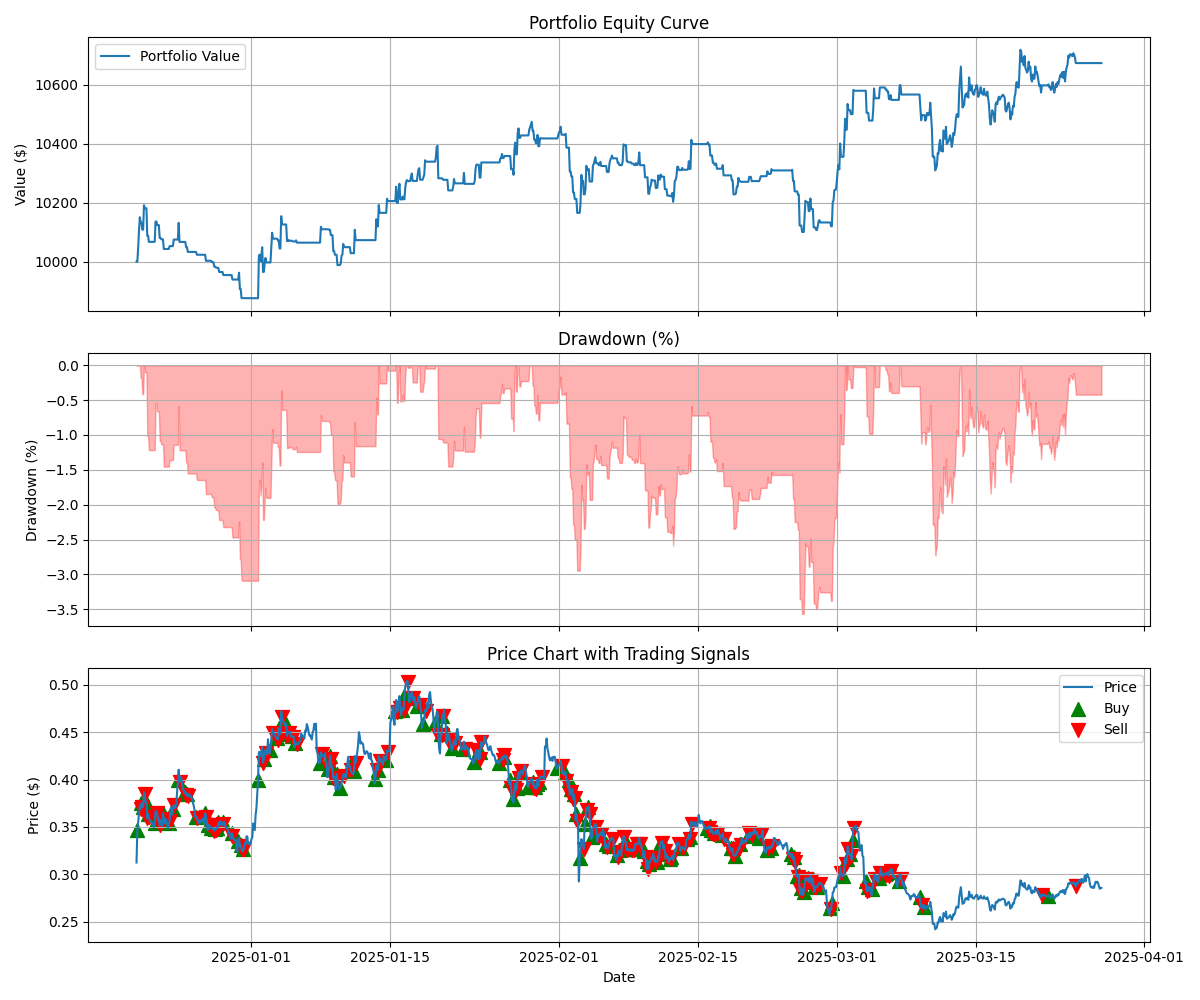 Portfolio Equity Curve
Portfolio Value
Value ($)
10600
10400
10200
10000
Drawdown (%)
Drawdown (%)
0.0
−0.5
−1.0
−1.5
−2.0
−2.5
−3.0
−3.5
Price Chart with Trading Signals
Price
Buy
Sell
Price ($)
0.50
0.45
0.40
0.35
0.30
0.25
2025-01-01 2025-01-15 2025-02-01 2025-02-15 2025-03-01 2025-03-15 2025-04-01
Date